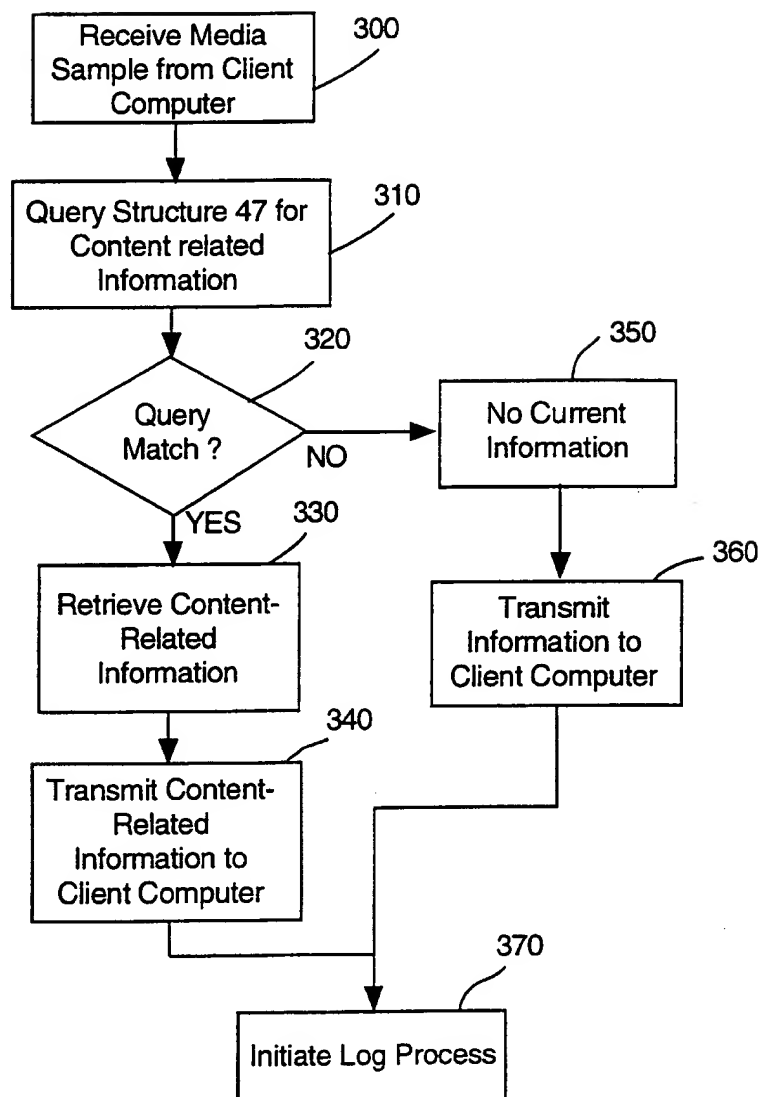 Receive Media
Sample from Client
Computer
300
Query Structure 47 for
Content related
Information
310
320
Query
Match ?
NO
YES
350
No Current
Information
330
Retrieve Content-
Related
Information
360
Transmit
Information to
Client Computer
340
Transmit Content-
Related
Information to
Client Computer
370
Initiate Log Process